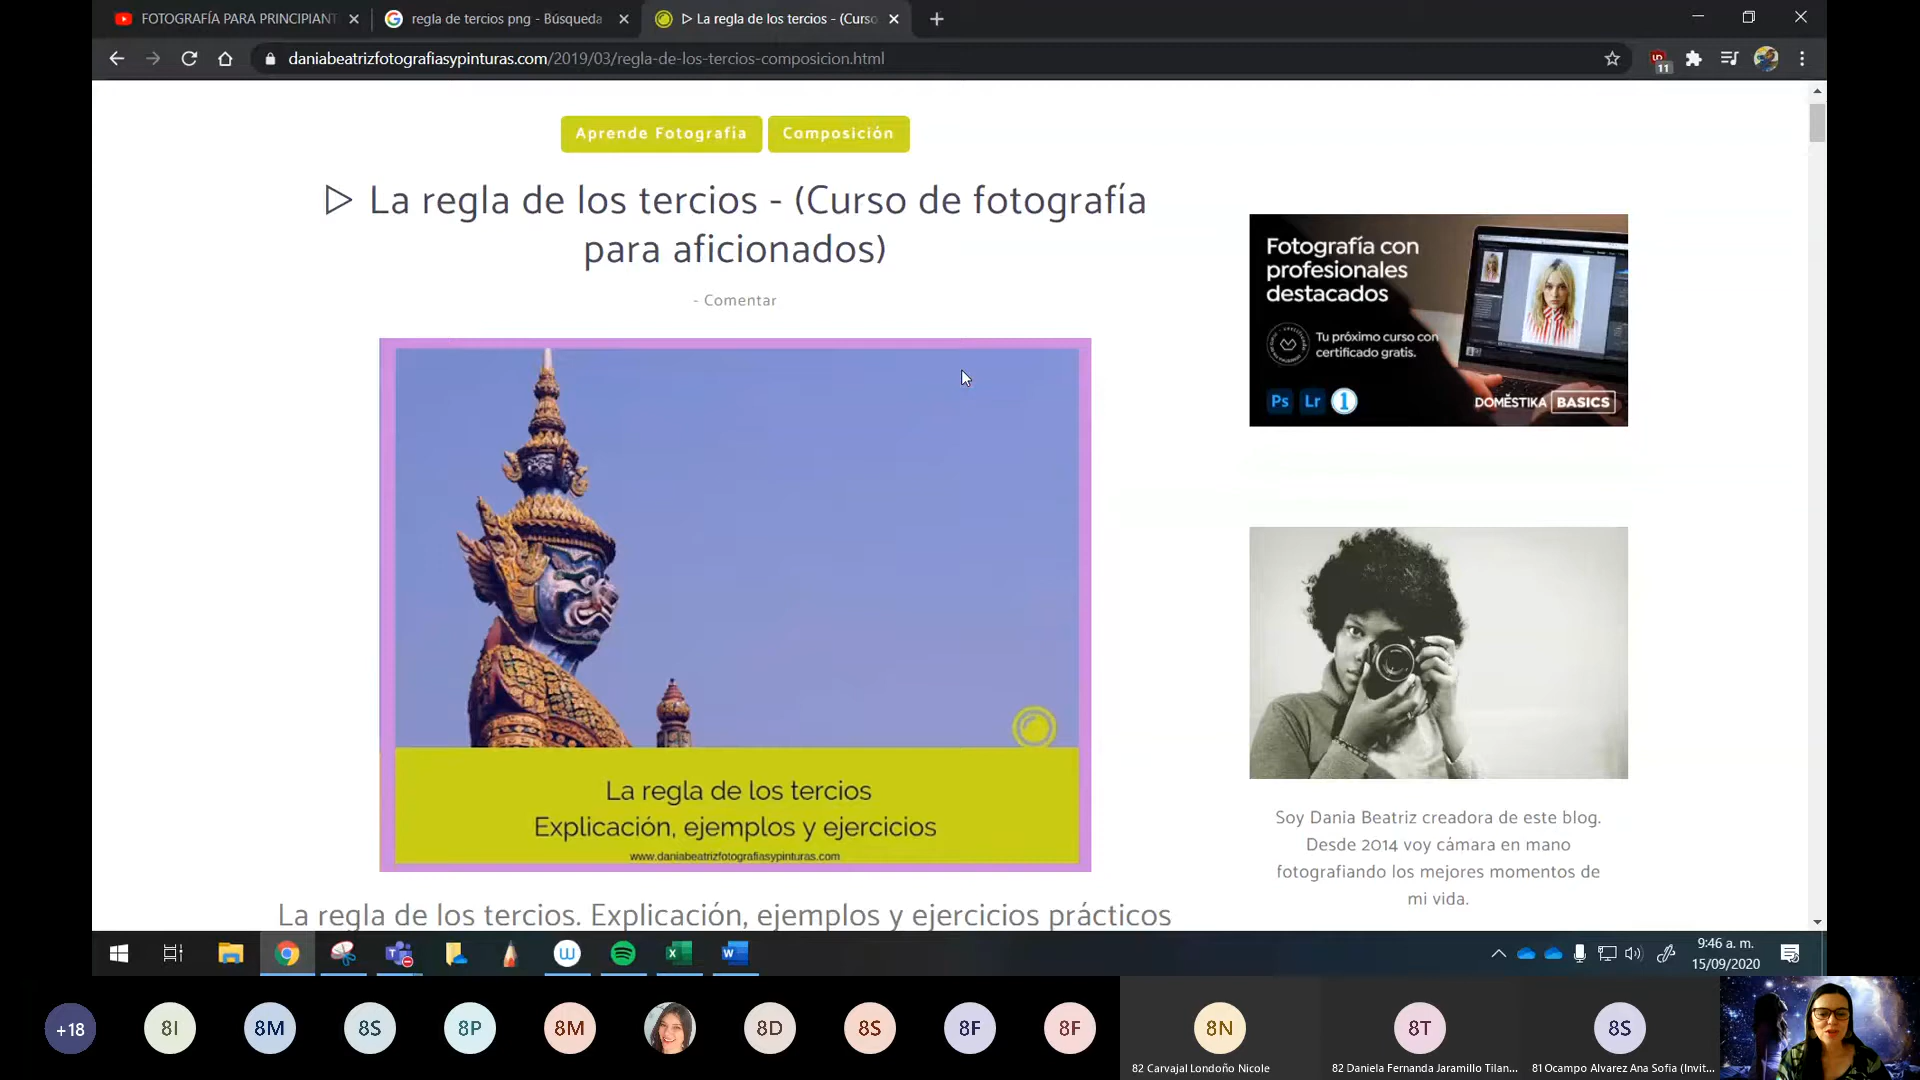 FOTOGRAFÍA PARA PRINCIPIANT
regla de tercios png - Búsqueda
▷ La regla de los tercios - (Curso
daniabeatrizfotografiasypinturas.com/2019/03/regla-de-los-tercios-composicion.html
11
Aprende Fotografía
Composición
▷ La regla de los tercios - (Curso de fotografía
para aficionados)
- Comentar
La regla de los tercios
Explicación, ejemplos y ejercicios
www.daniabeatrizfotografiasypinturas.com
La regla de los tercios. Explicación, ejemplos y ejercicios prácticos
Fotografía con
profesionales
destacados
Tu próximo curso con
certificado gratis.
Ps Lr 1
DOMĚSTIKA BASICS
Soy Dania Beatriz creadora de este blog.
Desde 2014 voy cámara en mano
fotografiando los mejores momentos de
mi vida.
9:46 a. m.
15/09/2020
+18
8I
8M
8S
8P
8M
8D
8S
8F
8F
8N
8T
8S
82 Carvajal Londoño Nicole
82 Daniela Fernanda Jaramillo Tilan...
81 Ocampo Alvarez Ana Sofia (Invit...